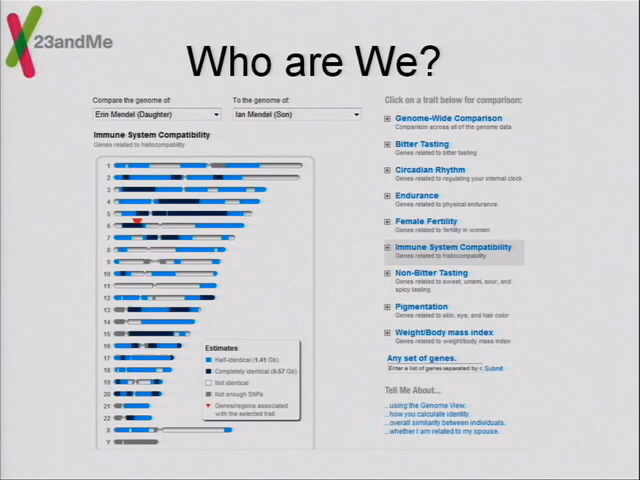 23andMe
Who are We?
Compare the genome of:
To the genome of:
Erin Mendel (Daughter)
Ian Mendel (Son)
Immune System Compatibility
Genes related to histocompatibility
1
2
3
4
5
6
7
8
9
10
11
12
13
14
15
16
17
18
19
20
21
22
X
Y
Estimates
Half-identical (1.41 Gb)
Completely identical (0.57 Gb)
Not identical
Not enough SNPs
Genes/regions associated
with the selected trait.
Click on a trait below for comparison:
Genome-Wide Comparison
Comparison across all of the genome data
Bitter Tasting
Genes related to bitter tasting
Circadian Rhythm
Genes related to regulating your internal clock
Endurance
Genes related to physical endurance
Female Fertility
Genes related to fertility in women
Immune System Compatibility
Genes related to histocompability
Non-Bitter Tasting
Genes related to sweet, umami, sour, and
spicy tasting
Pigmentation
Genes related to skin, eye, and hair color
Weight/Body mass index
Genes related to weight/body mass index
Any set of genes.
Enter a list of genes separated by c Submit
Tell Me About...
...using the Genome View.
...how you calculate identity.
...overall similarity between individuals.
...whether I am related to my spouse.